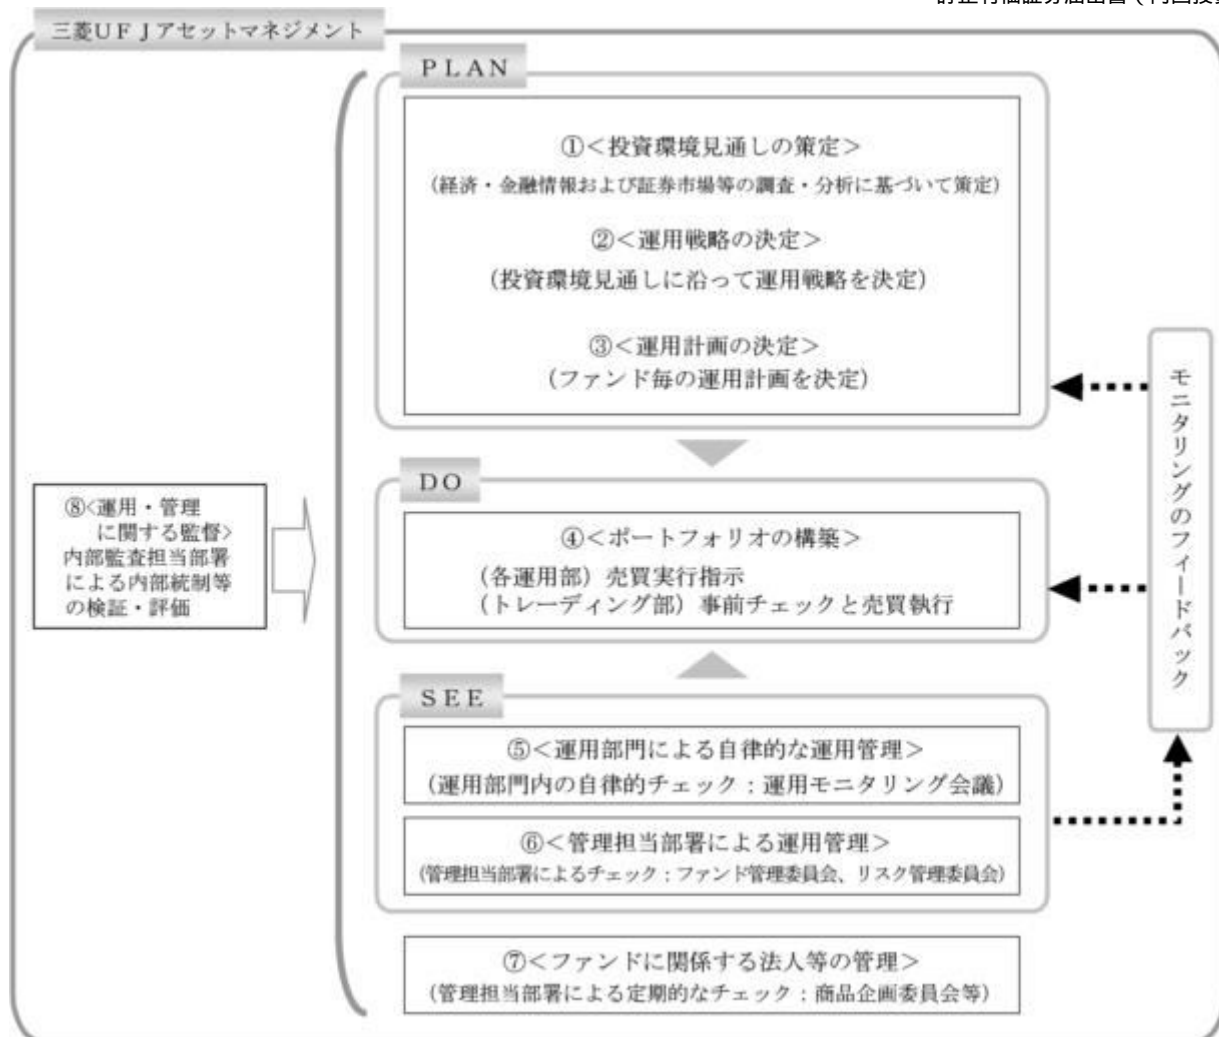 三菱UFJアセットマネジメント
PLAN
①<投資環境見通しの策定>
(経済・金融情報および証券市場等の調査・分析に基づいて策定)
②<運用戦略の決定>
(投資環境見通しに沿って運用戦略を決定)
③<運用計画の決定>
(ファンド毎の運用計画を決定)
DO
④<ポートフォリオの構築>
(各運用部)売買実行指示
(トレーディング部)事前チェックと売買執行
SEE
⑤<運用部門による自律的な運用管理>
(運用部門内の自律的チェック:運用モニタリング会議)
⑥<管理担当部署による運用管理>
(管理担当部署によるチェック:ファンド管理委員会、リスク管理委員会)
⑦<ファンドに関係する法人等の管理>
(管理担当部署による定期的なチェック:商品企画委員会等)
⑧<運用・管理
に関する監督>
内部監査担当部署
による内部統制等
の検証・評価
モニタリングのフィードバック